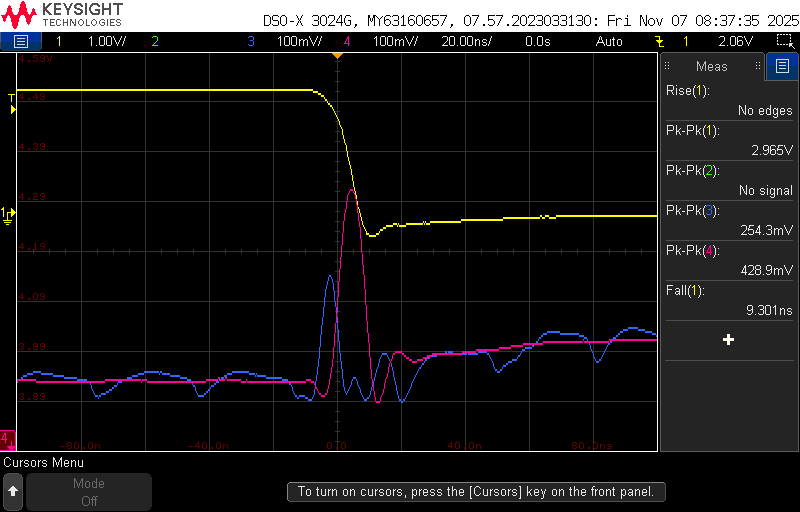 KEYSIGHT
TECHNOLOGIES
DSO-X 3024G, MY63160657, 07.57.2023033130: Fri Nov 07 08:37:35 2025
1 1.00V/ 2 3 100mV/ 4 100mV/ 20.00ns/ 0.0s Auto 1 2.06V
4.59V
4.49
4.39
4.29
4.19
4.09
3.99
3.89
-80.0n -40.0n 0.0 40.0n 80.0ns
T
1
4
Meas
Rise(1):
No edges
Pk-Pk(1):
2.965V
Pk-Pk(2):
No signal
Pk-Pk(3):
254.3mV
Pk-Pk(4):
428.9mV
Fall(1):
9.301ns
+
Cursors Menu
Mode
Off
To turn on cursors, press the [Cursors] key on the front panel.